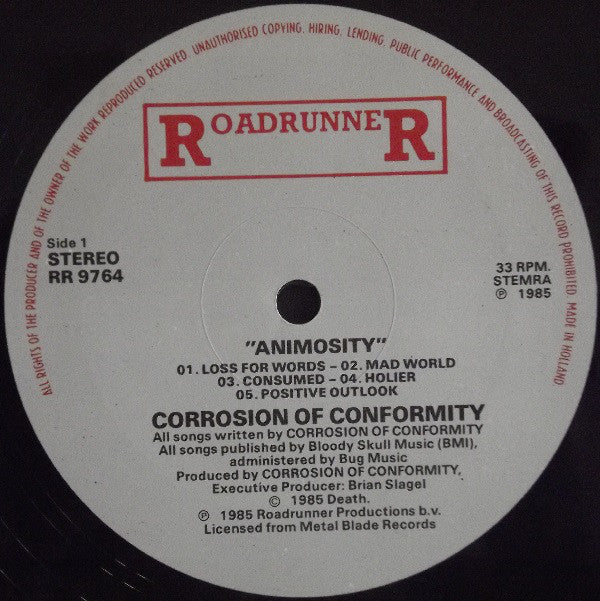 ALL RIGHTS OF THE PRODUCER AND OF THE OWNER OF THE WORK REPRODUCED RESERVED. UNAUTHORISED COPYING, HIRING, LENDING, PUBLIC PERFORMANCE AND BROADCASTING OF THIS RECORD PROHIBITED. MADE IN HOLLAND
ROADRUNNER
Side 1
STEREO
RR 9764
33 RPM.
STEMRA
℗ 1985
"ANIMOSITY"
01. LOSS FOR WORDS – 02. MAD WORLD
03. CONSUMED – 04. HOLIER
05. POSITIVE OUTLOOK
CORROSION OF CONFORMITY
All songs written by CORROSION OF CONFORMITY
All songs published by Bloody Skull Music (BMI),
administered by Bug Music
Produced by CORROSION OF CONFORMITY,
Executive Producer: Brian Slagel
© 1985 Death.
℗ 1985 Roadrunner Productions b.v.
Licensed from Metal Blade Records